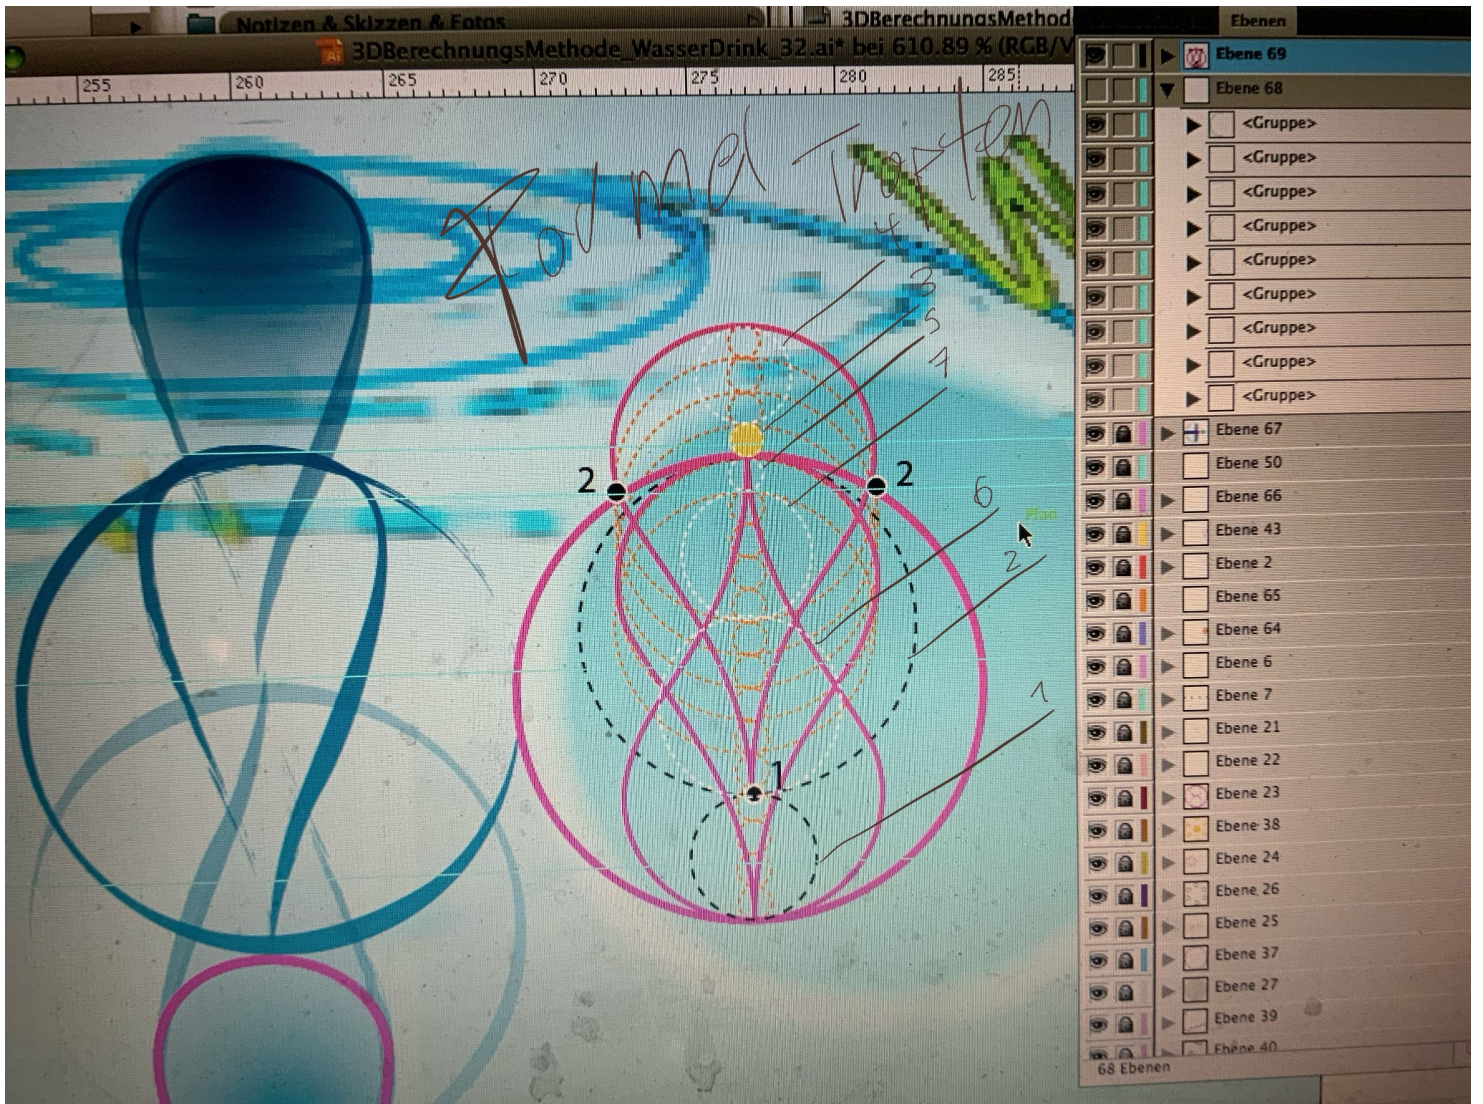 Notizen & Skizzen & Fotos
3DBerechnungsMethod
Ebenen
3DBerechnungsMethode_WasserDrink_32.ai* bei 610.89 % (RGB/V
255 260 265 270 275 280 285
Tropfen
4
3
5
7
6
2
1
2
2
1
Pfad
Ebene 69
Ebene 68
<Gruppe>
<Gruppe>
<Gruppe>
<Gruppe>
<Gruppe>
<Gruppe>
<Gruppe>
<Gruppe>
<Gruppe>
Ebene 67
Ebene 50
Ebene 66
Ebene 43
Ebene 2
Ebene 65
Ebene 64
Ebene 6
Ebene 7
Ebene 21
Ebene 22
Ebene 23
Ebene 38
Ebene 24
Ebene 26
Ebene 25
Ebene 37
Ebene 27
Ebene 39
Ebene 40
68 Ebenen